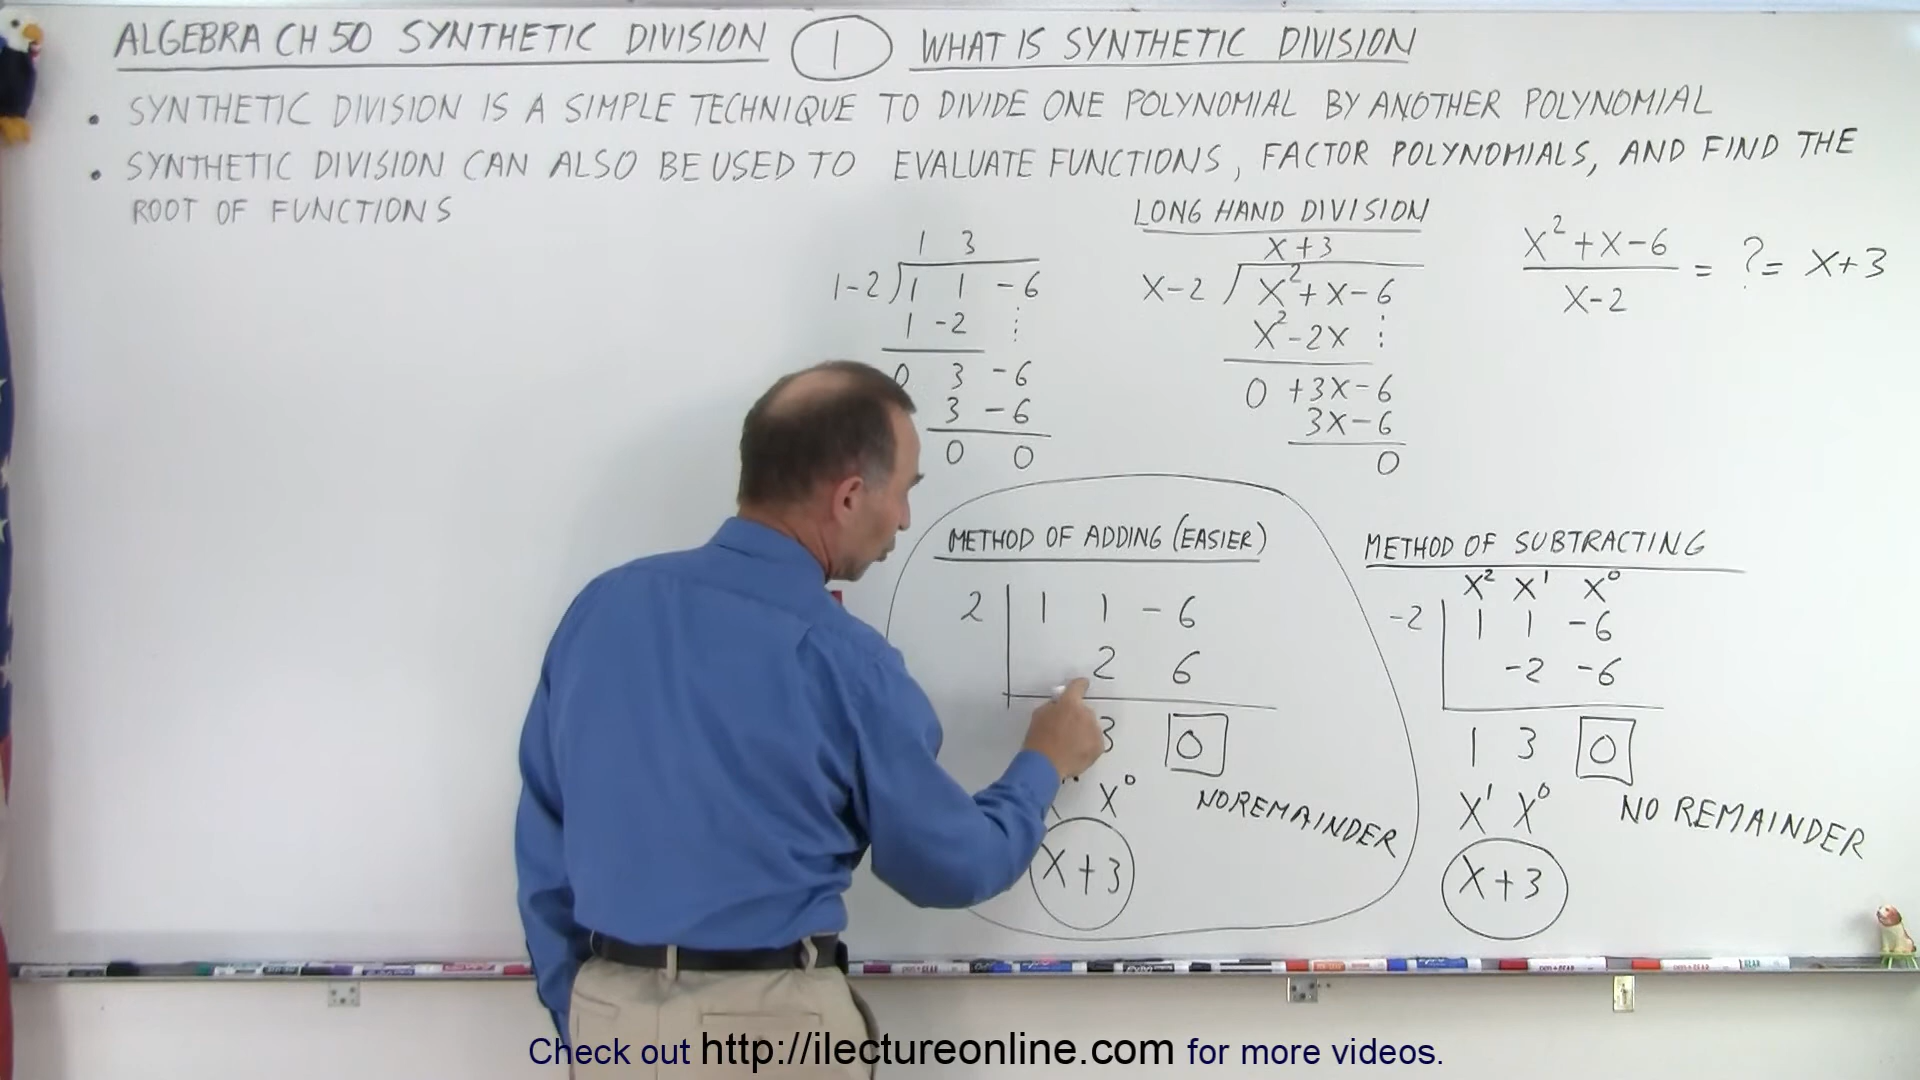 ALGEBRA CH 50 SYNTHETIC DIVISION 1 WHAT IS SYNTHETIC DIVISION
• SYNTHETIC DIVISION IS A SIMPLE TECHNIQUE TO DIVIDE ONE POLYNOMIAL BY ANOTHER POLYNOMIAL
• SYNTHETIC DIVISION CAN ALSO BE USED TO EVALUATE FUNCTIONS, FACTOR POLYNOMIALS, AND FIND THE
ROOT OF FUNCTIONS
1 3
1-2 ) 1 1 -6
1 -2
0 3 -6
3 -6
0 0
LONG HAND DIVISION
x+3
x-2 ) x²+x-6
x²-2x
0 +3x-6
3x-6
0
x²+x-6
= ? = x+3
x-2
METHOD OF ADDING (EASIER)
2 1 1 -6
2 6
3 0
x⁰
NO REMAINDER
x+3
METHOD OF SUBTRACTING
x² x¹ x⁰
-2 1 1 -6
-2 -6
1 3 0
x¹ x⁰
NO REMAINDER
x+3
Check out http://ilectureonline.com for more videos.